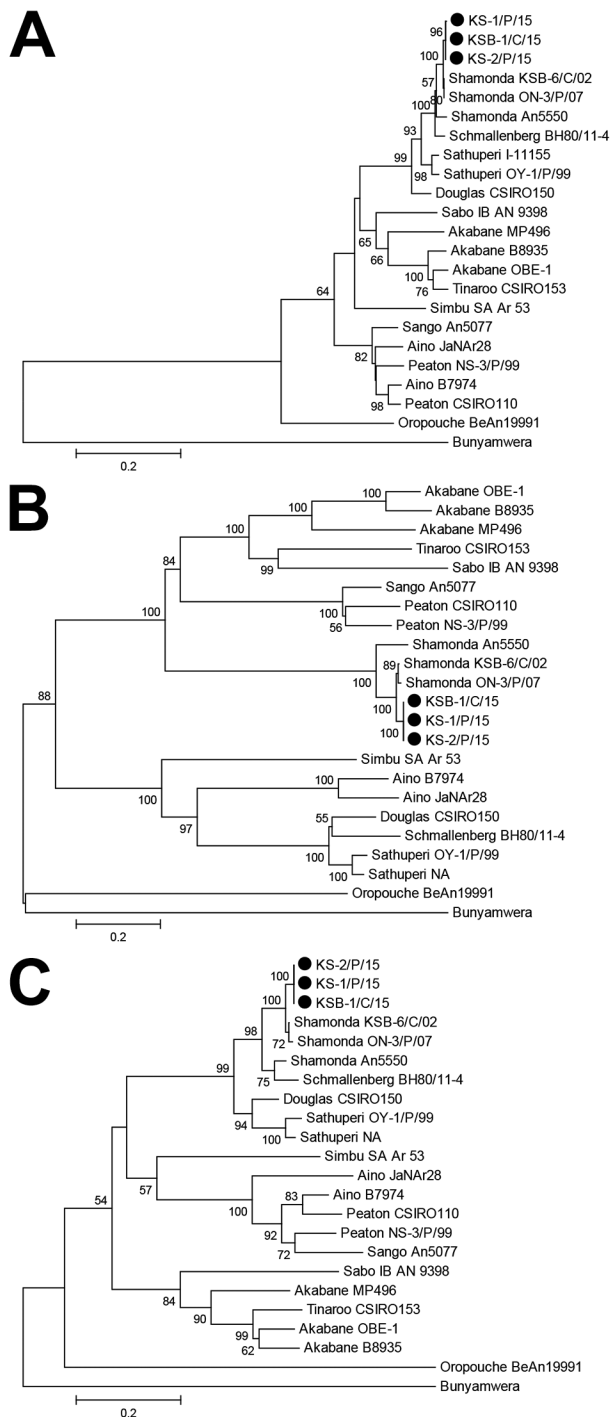 A
96
KS-1/P/15
KSB-1/C/15
100
KS-2/P/15
57
Shamonda KSB-6/C/02
80
Shamonda ON-3/P/07
100
Shamonda An5550
93
Schmallenberg BH80/11-4
Sathuperi I-11155
99
98
Sathuperi OY-1/P/99
Douglas CSIRO150
Sabo IB AN 9398
65
Akabane MP496
66
Akabane B8935
100
Akabane OBE-1
76
Tinaroo CSIRO153
64
Simbu SA Ar 53
Sango An5077
82
Aino JaNAr28
Peaton NS-3/P/99
Aino B7974
98
Peaton CSIRO110
Oropouche BeAn19991
Bunyamwera
0.2
B
100
Akabane OBE-1
100
Akabane B8935
100
Akabane MP496
Tinaroo CSIRO153
84
99
Sabo IB AN 9398
Sango An5077
100
100
Peaton CSIRO110
56
Peaton NS-3/P/99
Shamonda An5550
89
Shamonda KSB-6/C/02
100
Shamonda ON-3/P/07
KSB-1/C/15
88
100
KS-1/P/15
100
KS-2/P/15
Simbu SA Ar 53
100
100
Aino B7974
Aino JaNAr28
97
55
Douglas CSIRO150
Schmallenberg BH80/11-4
100
Sathuperi OY-1/P/99
100
Sathuperi NA
Oropouche BeAn19991
Bunyamwera
0.2
C
KS-2/P/15
100
KS-1/P/15
100
KSB-1/C/15
Shamonda KSB-6/C/02
98
72
Shamonda ON-3/P/07
Shamonda An5550
99
75
Schmallenberg BH80/11-4
Douglas CSIRO150
94
Sathuperi OY-1/P/99
100
Sathuperi NA
Simbu SA Ar 53
57
Aino JaNAr28
83
Aino B7974
54
100
Peaton CSIRO110
92
Peaton NS-3/P/99
72
Sango An5077
Sabo IB AN 9398
84
Akabane MP496
90
Tinaroo CSIRO153
99
Akabane OBE-1
62
Akabane B8935
Oropouche BeAn19991
Bunyamwera
0.2